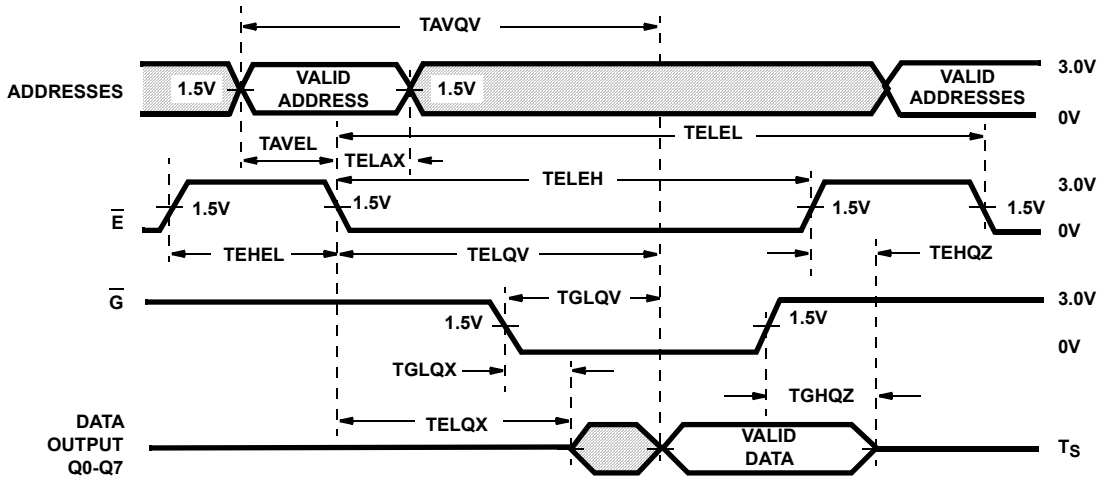 TAVQV
ADDRESSES
1.5V
VALID
ADDRESS
1.5V
VALID
ADDRESSES
3.0V
0V
TAVEL
TELAX
TELEL
E
1.5V
1.5V
TELEH
1.5V
1.5V
3.0V
0V
TEHEL
TELQV
TEHQZ
G
TGLQV
1.5V
1.5V
3.0V
0V
TGLQX
TGHQZ
TELQX
DATA
OUTPUT
Q0-Q7
VALID
DATA
TS